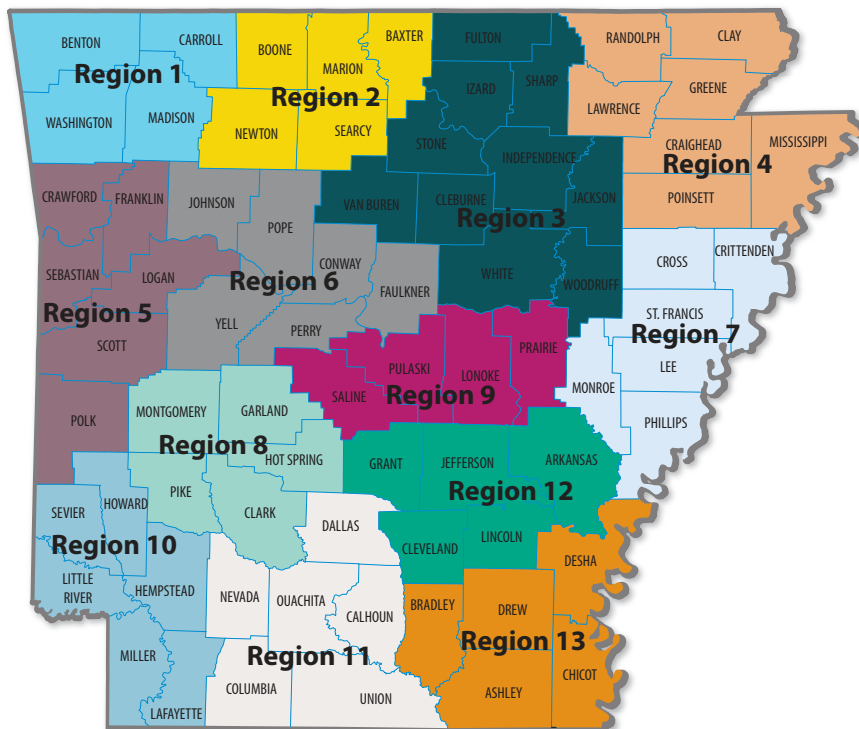 BENTON
CARROLL
Region 1
WASHINGTON
MADISON
BOONE
MARION
BAXTER
Region 2
NEWTON
SEARCY
FULTON
IZARD
SHARP
STONE
INDEPENDENCE
VAN BUREN
CLEBURNE
JACKSON
Region 3
WHITE
WOODRUFF
RANDOLPH
CLAY
LAWRENCE
GREENE
CRAIGHEAD
MISSISSIPPI
Region 4
POINSETT
CRAWFORD
FRANKLIN
SEBASTIAN
LOGAN
Region 5
SCOTT
POLK
JOHNSON
POPE
CONWAY
Region 6
FAULKNER
YELL
PERRY
CROSS
CRITTENDEN
ST. FRANCIS
Region 7
LEE
MONROE
PHILLIPS
MONTGOMERY
GARLAND
Region 8
HOT SPRING
PIKE
CLARK
PRAIRIE
PULASKI
LONOKE
SALINE
Region 9
SEVIER
HOWARD
Region 10
LITTLE
RIVER
HEMPSTEAD
MILLER
LAFAYETTE
DALLAS
NEVADA
OUACHITA
CALHOUN
Region 11
COLUMBIA
UNION
GRANT
JEFFERSON
ARKANSAS
Region 12
CLEVELAND
LINCOLN
DESHA
BRADLEY
DREW
Region 13
ASHLEY
CHICOT